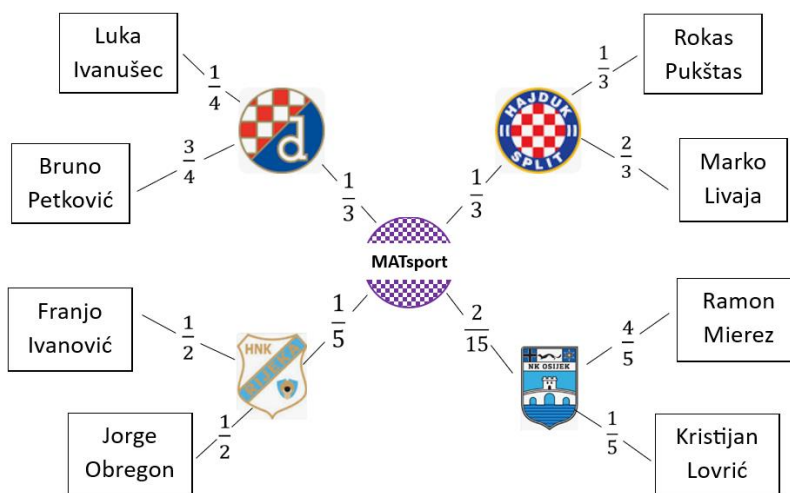 Luka
Ivanušec
1/4
Bruno
Petković
3/4
1/3
Rokas
Pukštas
1/3
HAJDUK
SPLIT
2/3
Marko
Livaja
1/3
MATsport
Franjo
Ivanović
1/2
HNK
RIJEKA
1/5
Jorge
Obregon
1/2
2/15
NK OSIJEK
Ramon
Mierez
4/5
Kristijan
Lovrić
1/5